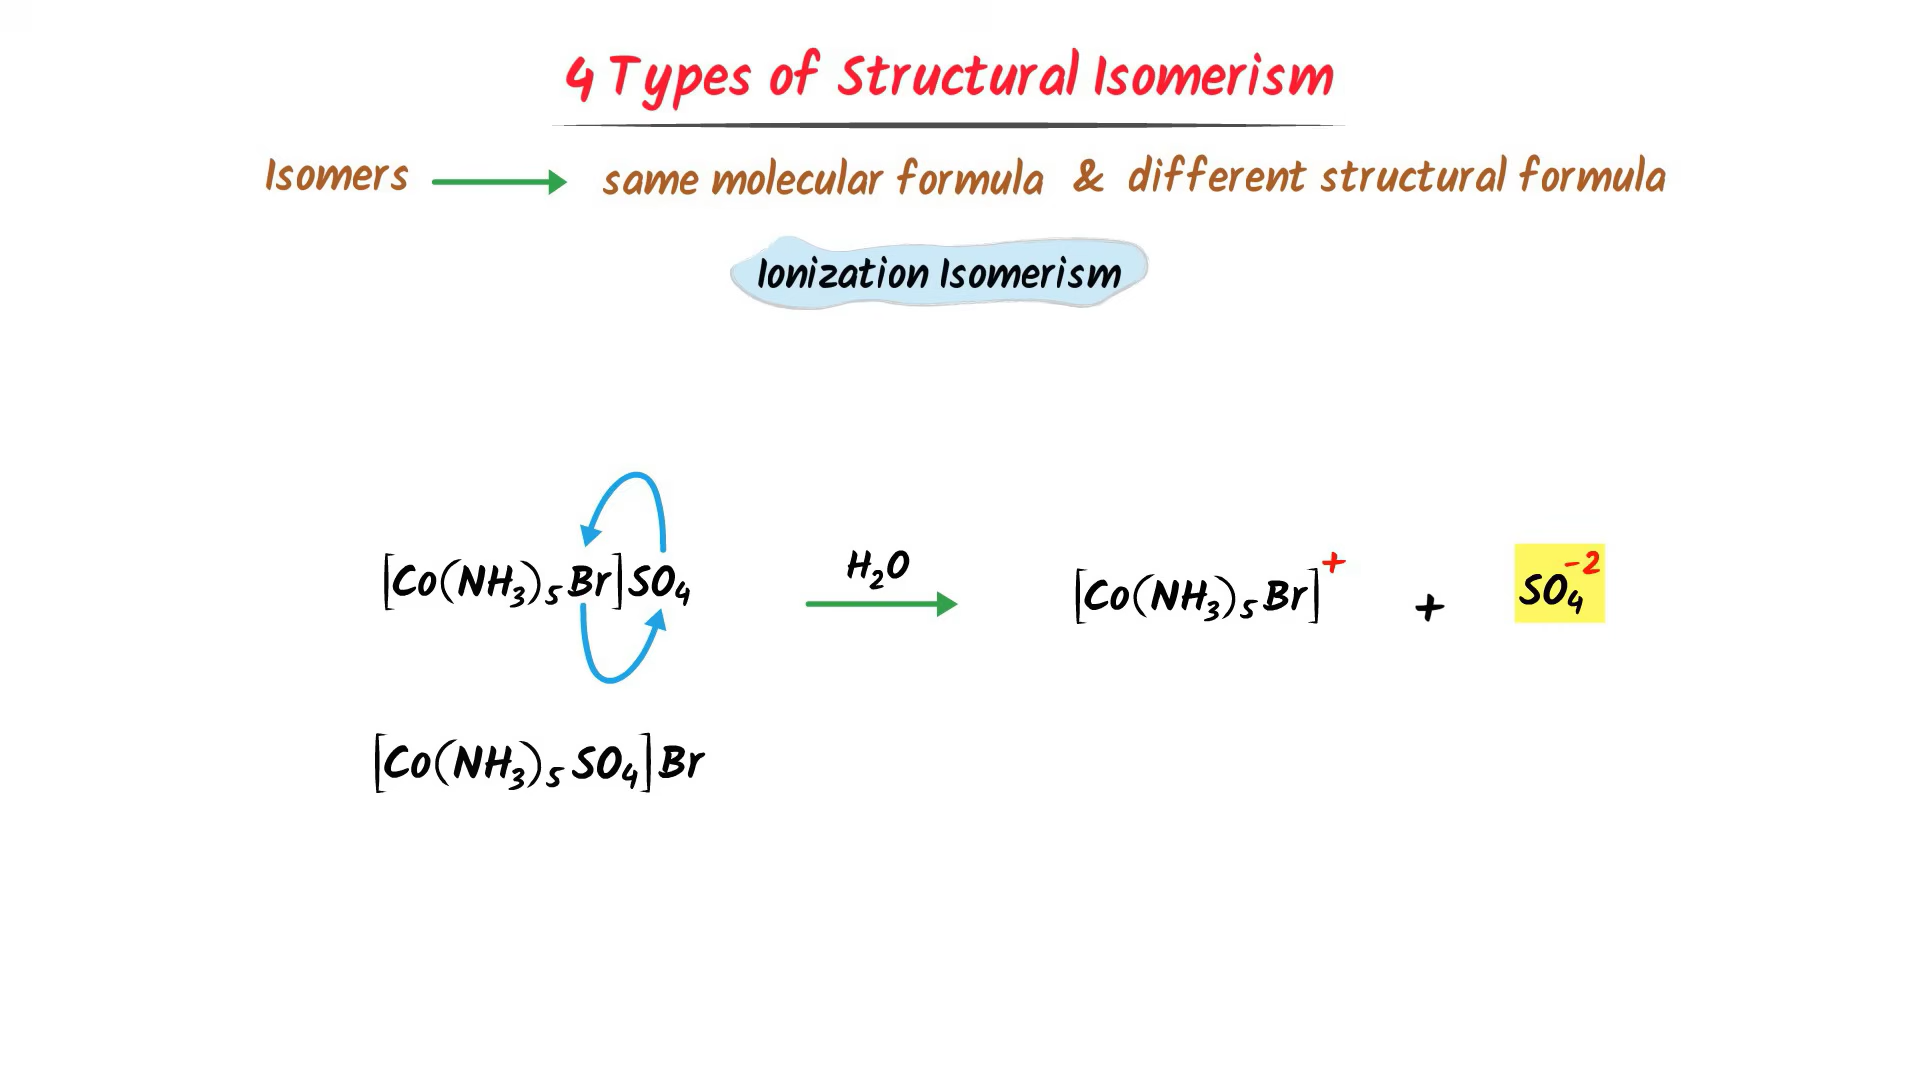 4 Types of Structural Isomerism
Isomers → same molecular formula & different structural formula
Ionization Isomerism
[Co(NH₃)₅Br]SO₄ H₂O → [Co(NH₃)₅Br]⁺ + SO₄⁻²
[Co(NH₃)₅SO₄]Br